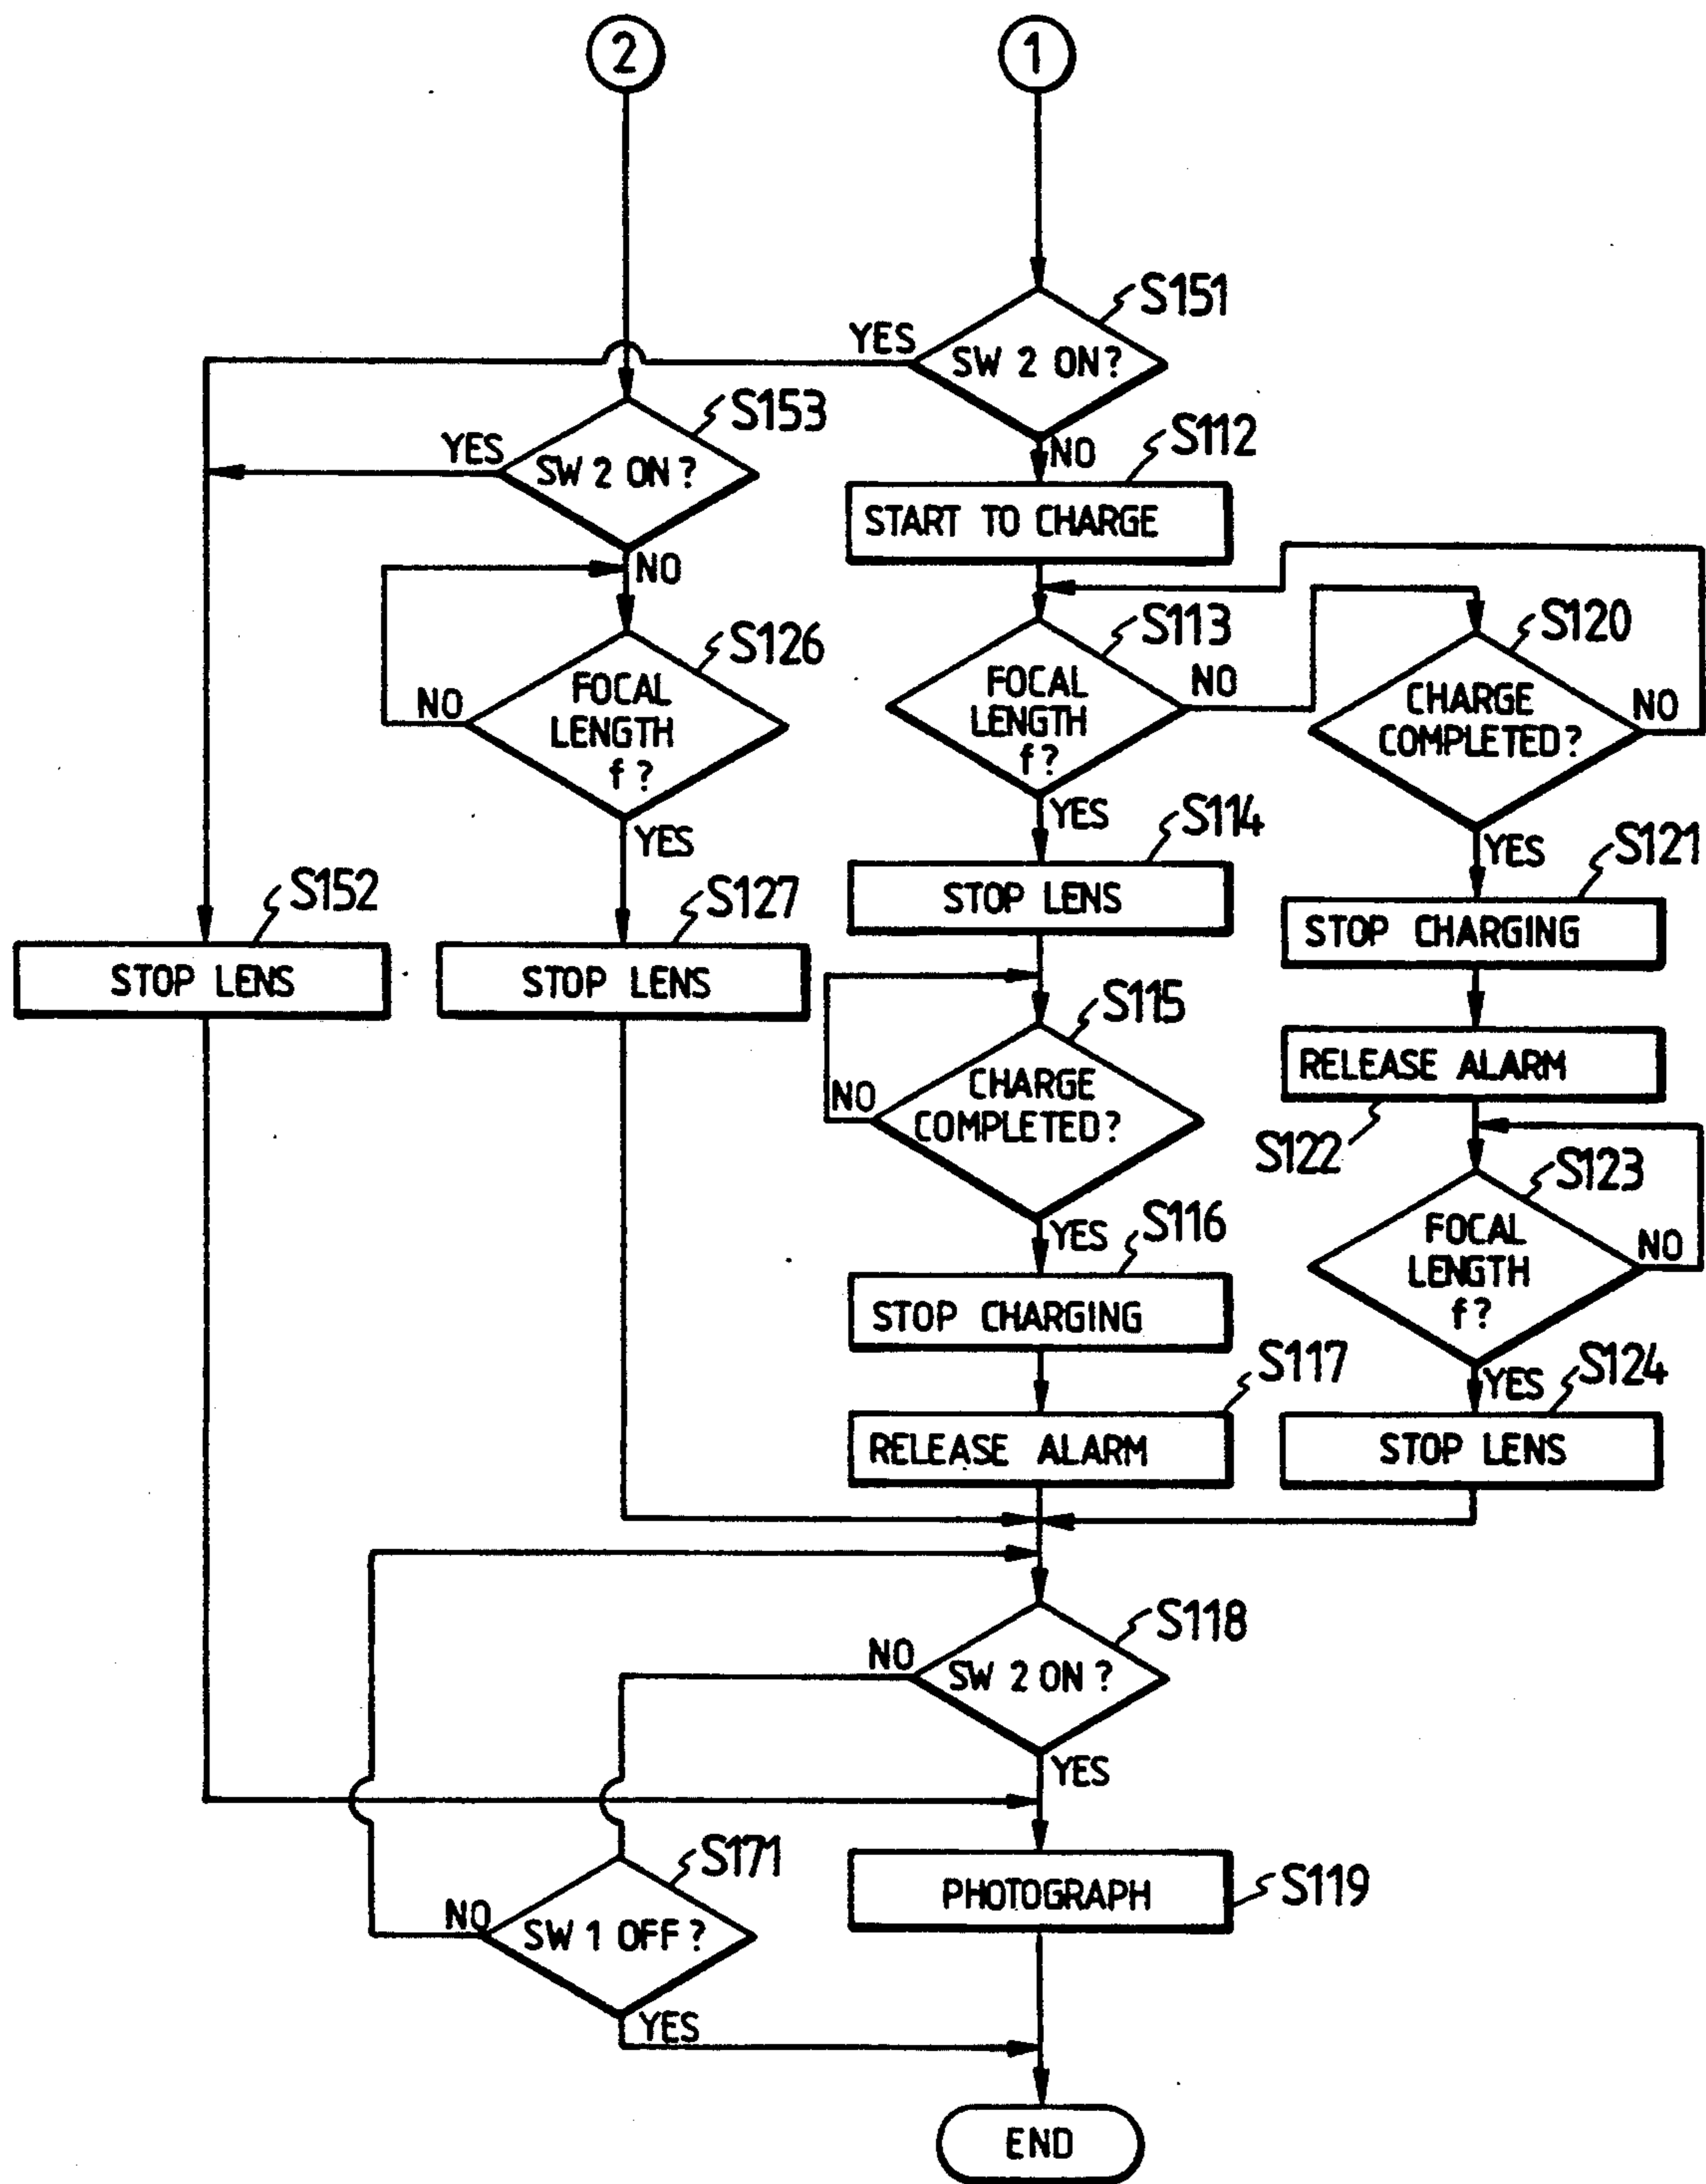 2
1
S151
YES
SW 2 ON?
S153
YES
SW 2 ON?
NO
S112
START TO CHARGE
NO
S126
FOCAL
LENGTH
f?
NO
YES
S113
FOCAL
LENGTH
f?
NO
YES
S120
CHARGE
COMPLETED?
NO
YES
S114
STOP LENS
S121
STOP CHARGING
S152
STOP LENS
S127
STOP LENS
S115
CHARGE
COMPLETED?
NO
YES
RELEASE ALARM
S122
S123
FOCAL
LENGTH
f?
NO
YES
S116
STOP CHARGING
S117
RELEASE ALARM
S124
STOP LENS
S118
NO
SW 2 ON?
YES
S171
NO
SW 1 OFF?
YES
PHOTOGRAPH
S119
END